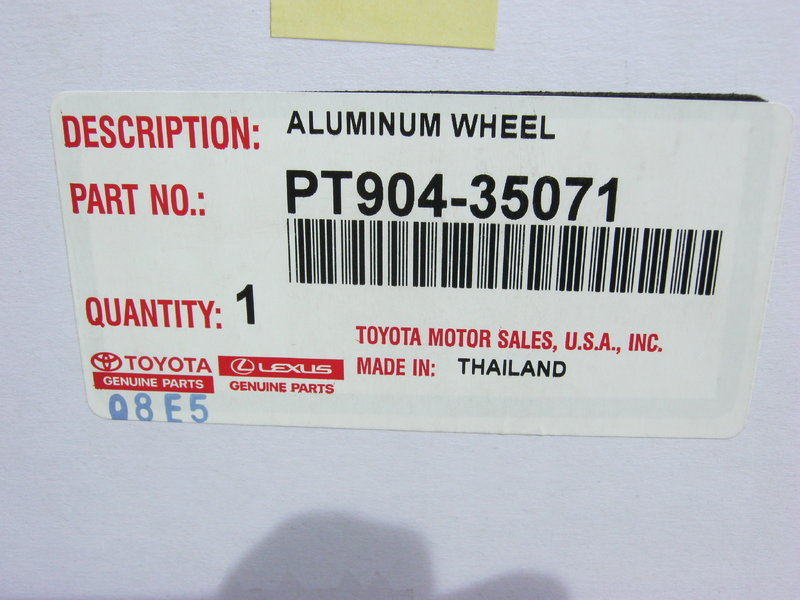 DESCRIPTION: ALUMINUM WHEEL
PART NO.: PT904-35071
QUANTITY: 1
TOYOTA MOTOR SALES, U.S.A., INC.
MADE IN: THAILAND
TOYOTA
GENUINE PARTS
LEXUS
GENUINE PARTS
08E5